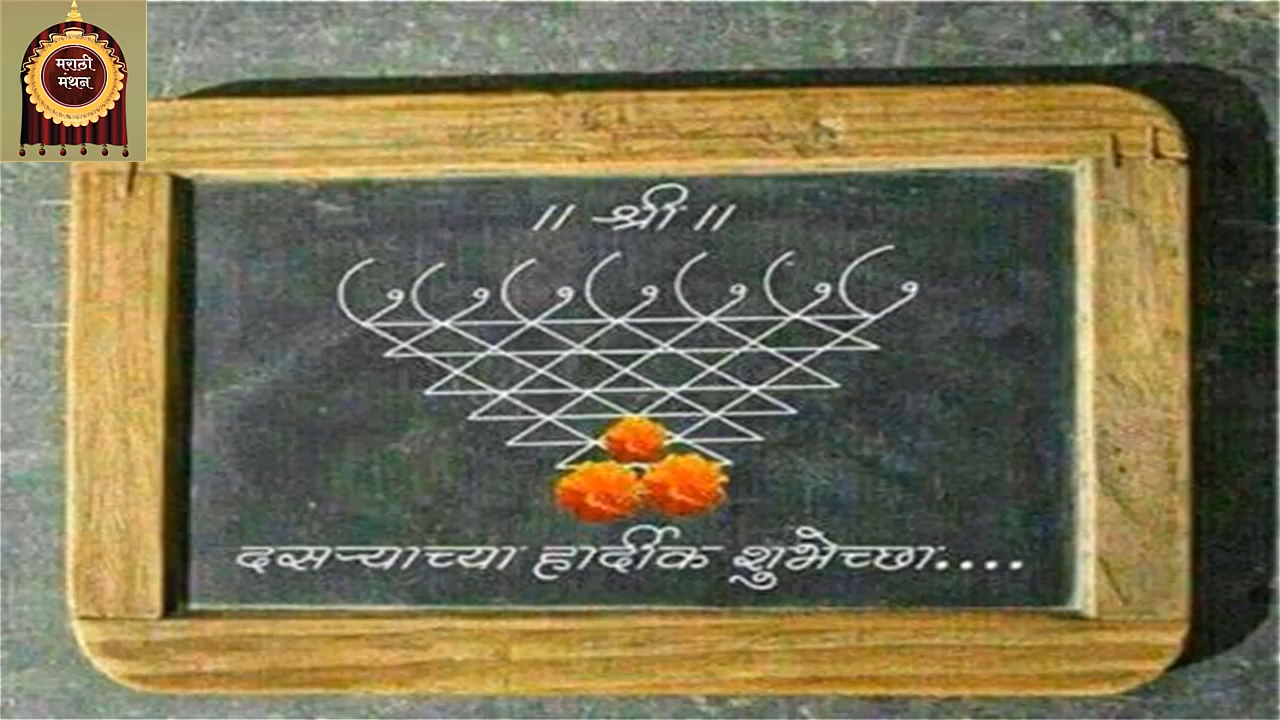 मराठी
मंथन
॥ श्री ॥
दसऱ्याच्या हार्दीक शुभेच्छा....